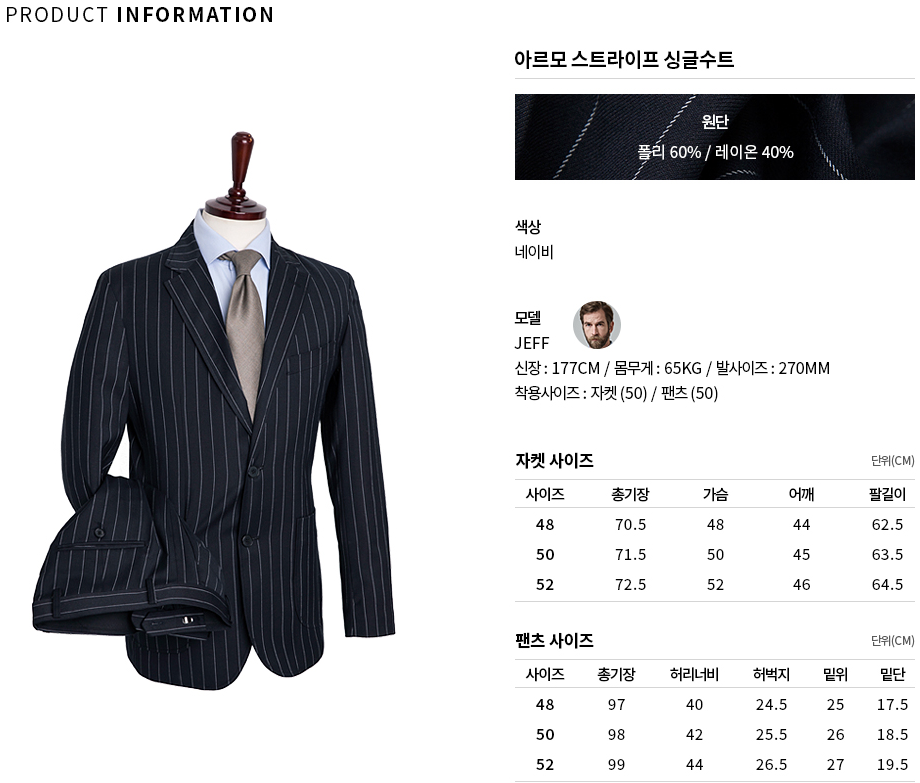 PRODUCT INFORMATION
아르모 스트라이프 싱글수트
원단
폴리 60% / 레이온 40%
색상
네이비
모델
JEFF
신장 : 177CM / 몸무게 : 65KG / 발사이즈 : 270MM
착용사이즈 : 자켓 (50) / 팬츠 (50)
자켓 사이즈 단위(CM)
사이즈 총기장 가슴 어깨 팔길이
48 70.5 48 44 62.5
50 71.5 50 45 63.5
52 72.5 52 46 64.5
팬츠 사이즈 단위(CM)
사이즈 총기장 허리너비 허벅지 밑위 밑단
48 97 40 24.5 25 17.5
50 98 42 25.5 26 18.5
52 99 44 26.5 27 19.5